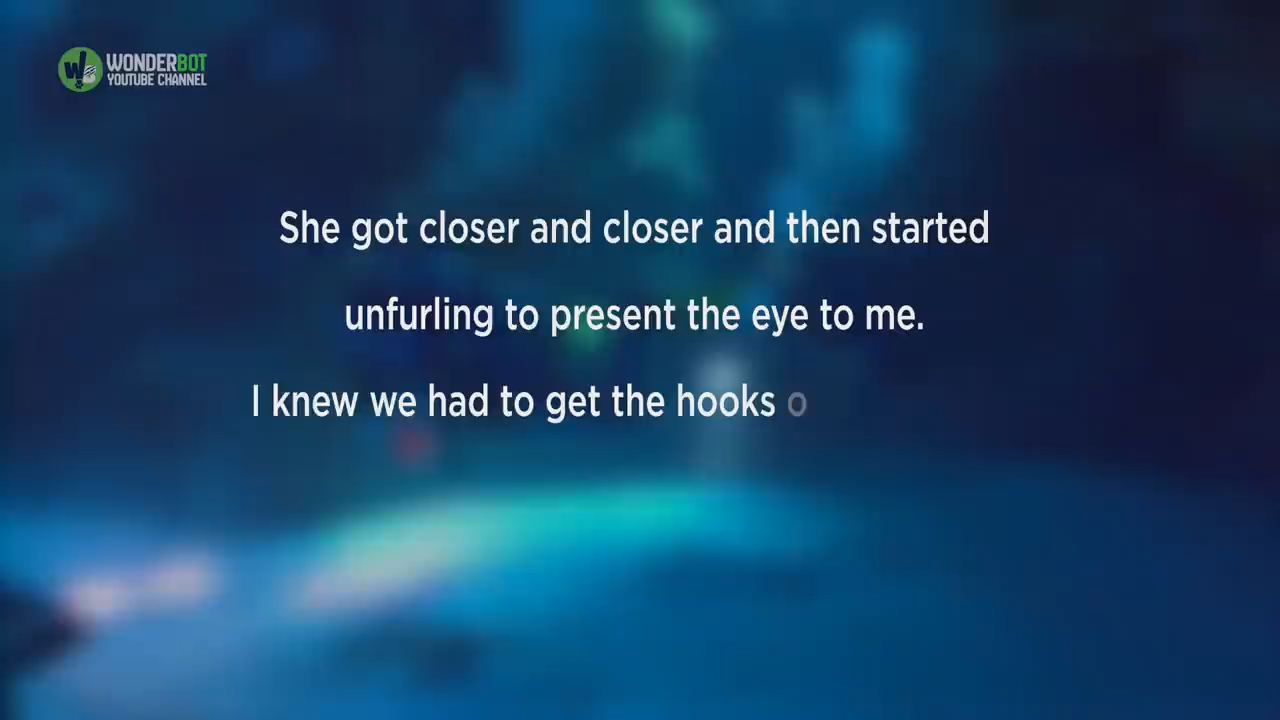 WONDERBOT
YOUTUBE CHANNEL
She got closer and closer and then started
unfurling to present the eye to me.
I knew we had to get the hooks o